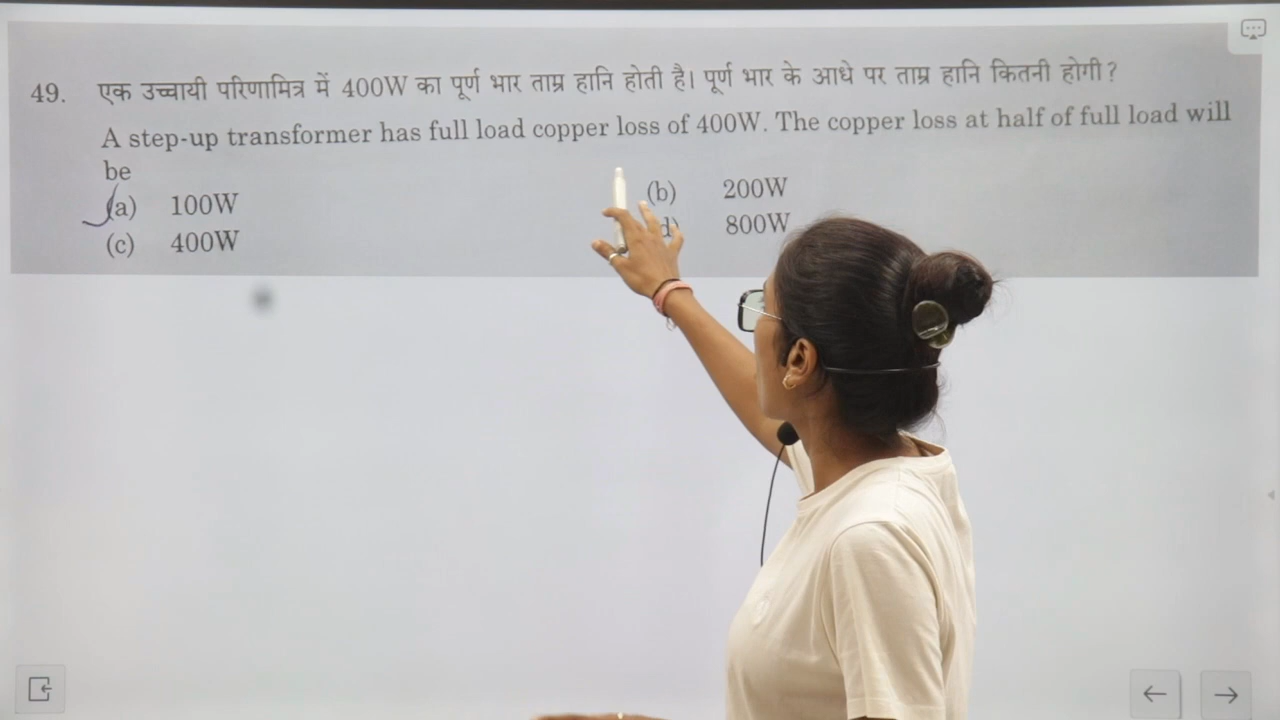 49. एक उच्चायी परिणामित्र में 400W का पूर्ण भार ताम्र हानि होती है। पूर्ण भार के आधे पर ताम्र हानि कितनी होगी?
A step-up transformer has full load copper loss of 400W. The copper loss at half of full load will
be
(a) 100W (b) 200W
(c) 400W d) 800W